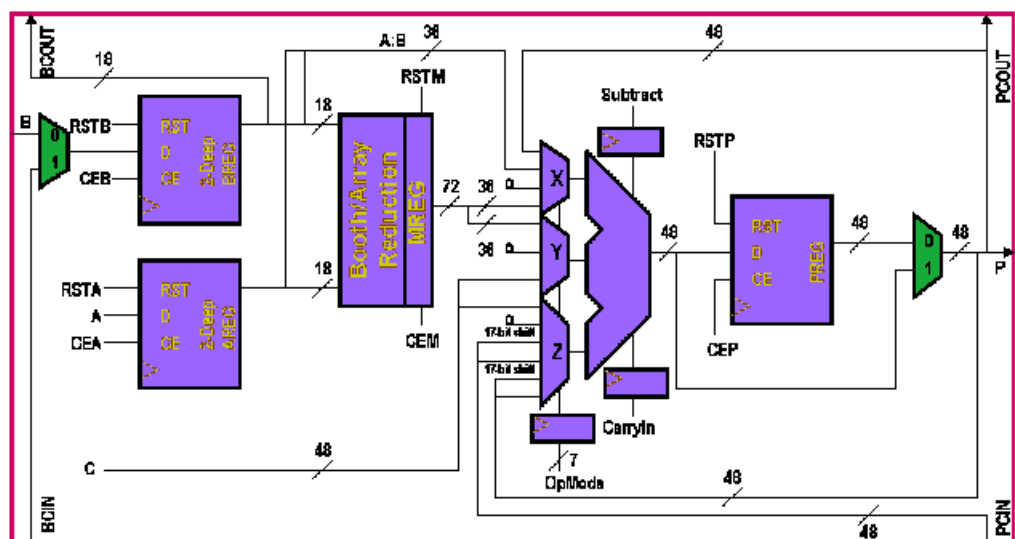 BCOUT
18
A:B
36
RSTM
48
PCOUT
Subtract
B
0
1
RSTB
CEB
RST
D
CE
2-Deep
BREG
18
Booth/Array
Reduction
MREG
72
36
0
X
RSTP
RST
D
CE
PREG
48
48
0
1
48
P
36
0
Y
RSTA
A
CEA
RST
D
CE
2-Deep
AREG
18
CEM
0
17-bit shift
17-bit shift
Z
CEP
CarryIn
C
48
7
OpMode
48
48
BCIN
PCIN